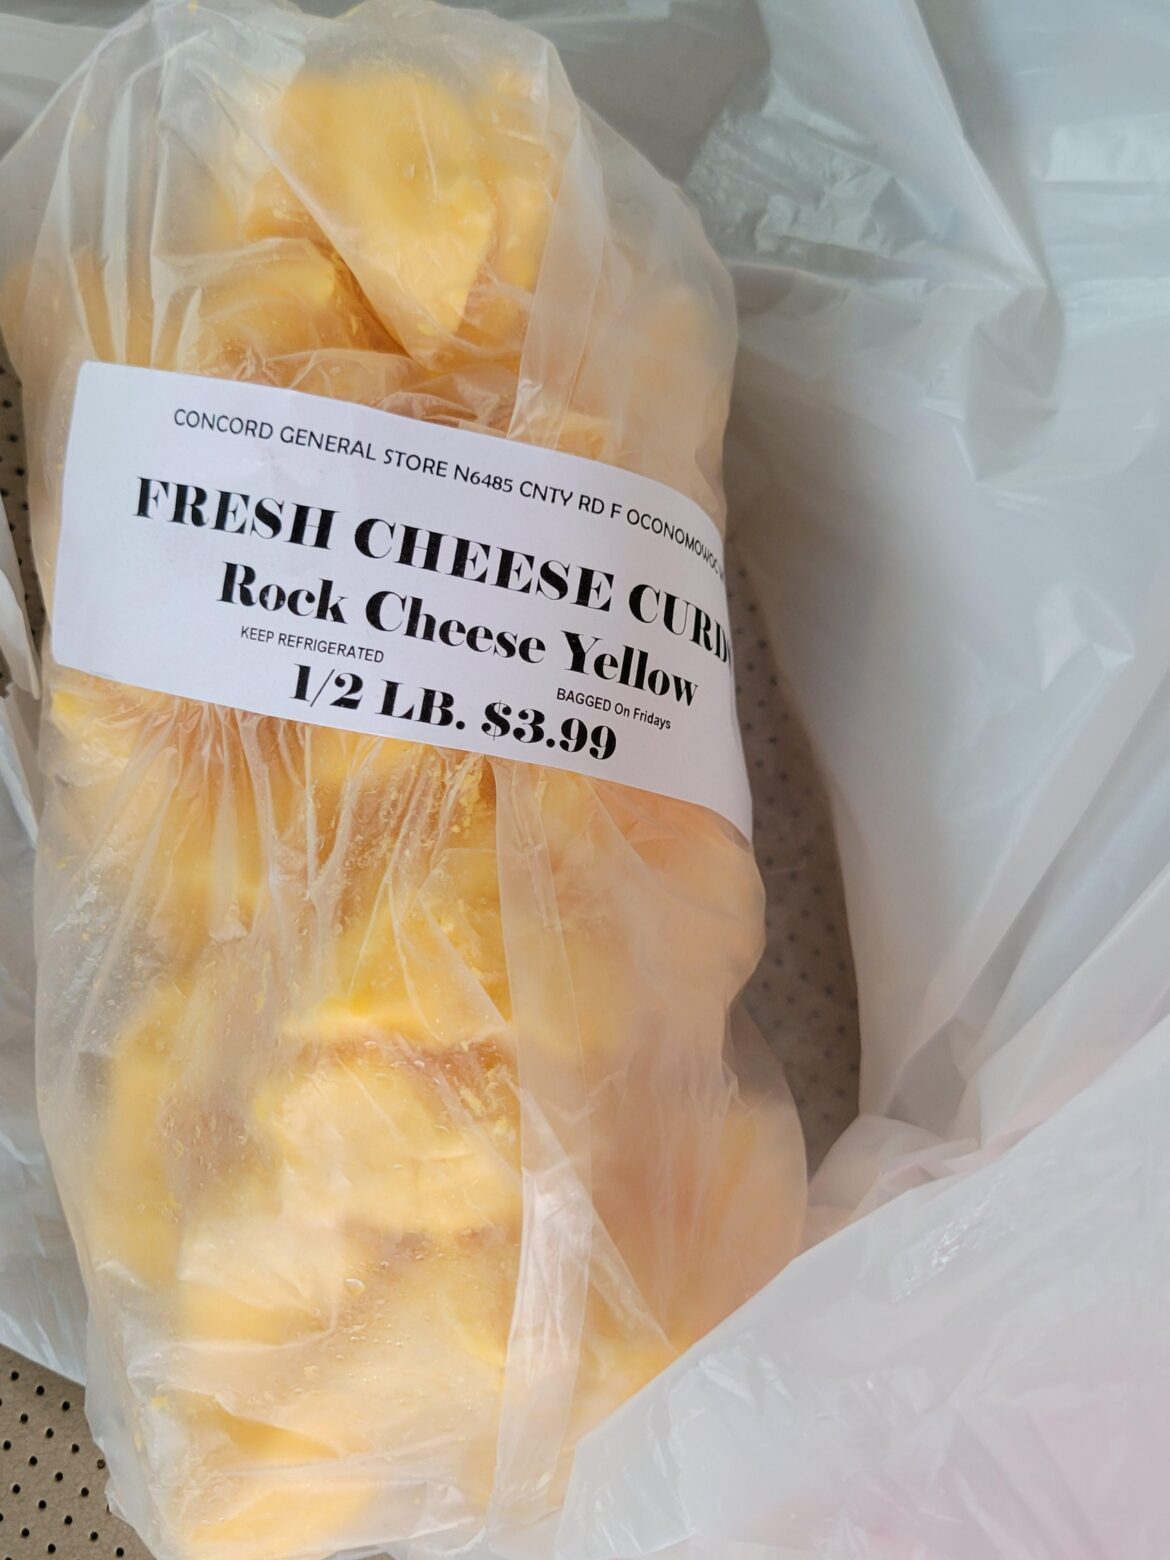 CONCORD GENERAL STORE N6485 CNTY RD F OCONOMOWOC
FRESH CHEESE CURDS
Rock Cheese Yellow
KEEP REFRIGERATED
BAGGED On Fridays
1/2 LB. $3.99